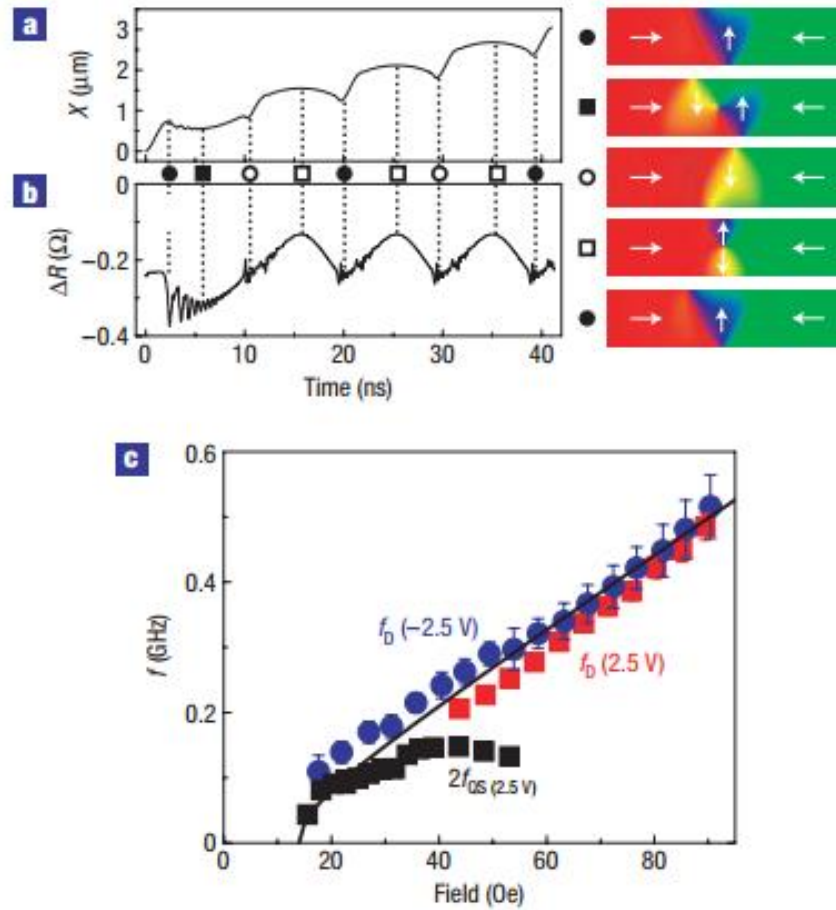 a
X (μm)
3
2
1
0
b
ΔR (Ω)
0
−0.2
−0.4
0
10
20
30
40
Time (ns)
c
f (GHz)
0.6
0.4
0.2
0
f_D (−2.5 V)
f_D (2.5 V)
2f_QS (2.5 V)
0
20
40
60
80
Field (Oe)